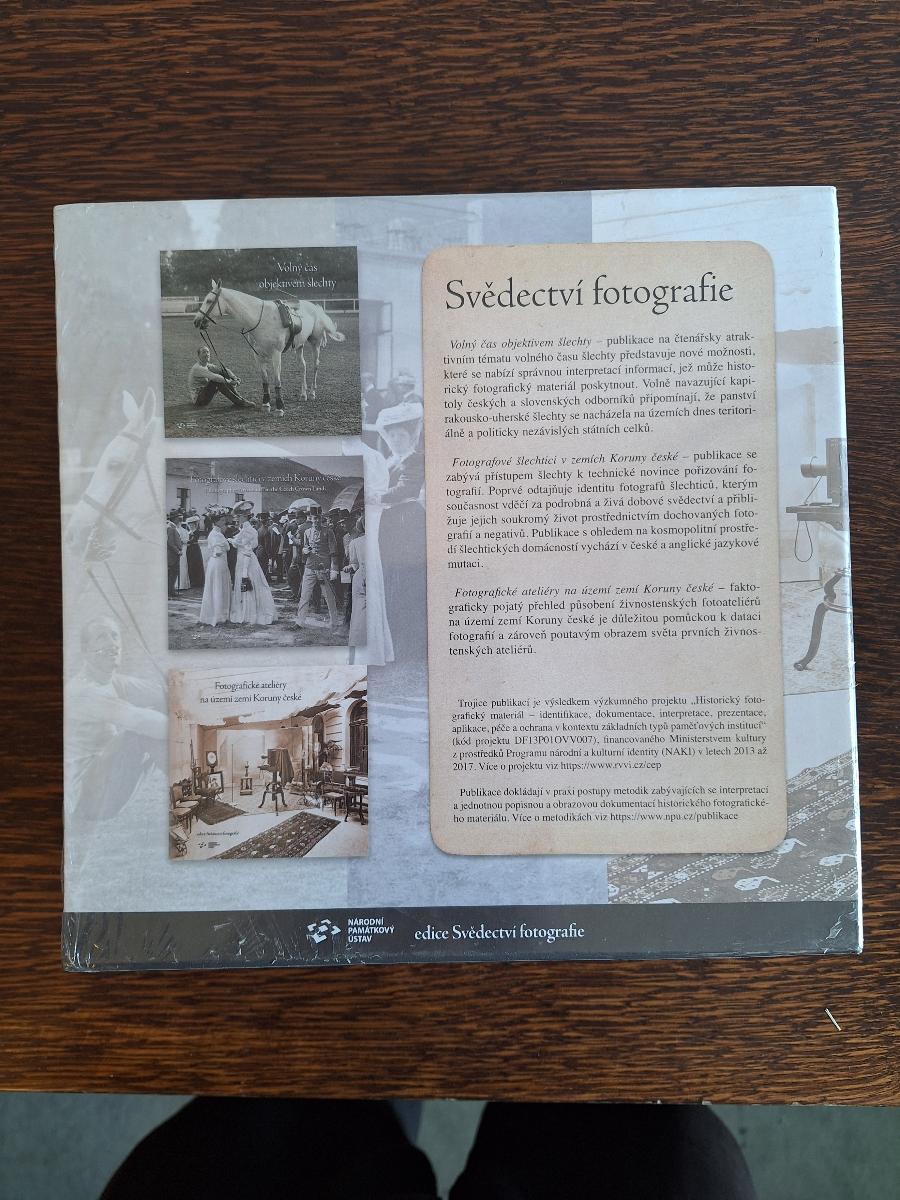 Volný čas
objektivem šlechty
Fotografové šlechtici v zemích Koruny české
Fotografické ateliéry
na území zemí Koruny české
edice Svědectví fotografie
Svědectví fotografie
Volný čas objektivem šlechty – publikace na čtenářsky atrak-
tivním tématu volného času šlechty představuje nové možnosti,
které se nabízí správnou interpretací informací, jež může histo-
rický fotografický materiál poskytnout. Volně navazující kapi-
toly českých a slovenských odborníků připomínají, že panství
rakousko-uherské šlechty se nacházela na územích dnes teritori-
álně a politicky nezávislých státních celků.
Fotografové šlechtici v zemích Koruny české – publikace se
zabývá přístupem šlechty k technické novince pořizování fo-
tografií. Poprvé odtajňuje identitu fotografů šlechticů, kterým
současnost vděčí za podrobná a živá dobové svědectví a přibli-
žuje jejich soukromý život prostřednictvím dochovaných foto-
grafií a negativů. Publikace s ohledem na kosmopolitní prostře-
dí šlechtických domácností vychází v české a anglické jazykové
mutaci.
Fotografické ateliéry na území zemí Koruny české – fakto-
graficky pojatý přehled působení živnostenských fotoateliérů
na území zemí Koruny české je důležitou pomůckou k dataci
fotografií a zároveň poutavým obrazem světa prvních živnos-
tenských ateliérů.
Trojice publikací je výsledkem výzkumného projektu „Historický foto-
grafický materiál – identifikace, dokumentace, interpretace, prezentace,
aplikace, péče a ochrana v kontextu základních typů paměťových institucí“
(kód projektu DF13P01OVV007), financovaného Ministerstvem kultury
z prostředků Programu národní a kulturní identity (NAKI) v letech 2013 až
2017. Více o projektu viz https://www.rvvi.cz/cep
Publikace dokládají v praxi postupy metodik zabývajících se interpretací
a jednotnou popisnou a obrazovou dokumentací historického fotografické-
ho materiálu. Více o metodikách viz https://www.npu.cz/publikace
NÁRODNÍ
PAMÁTKOVÝ
ÚSTAV
edice Svědectví fotografie